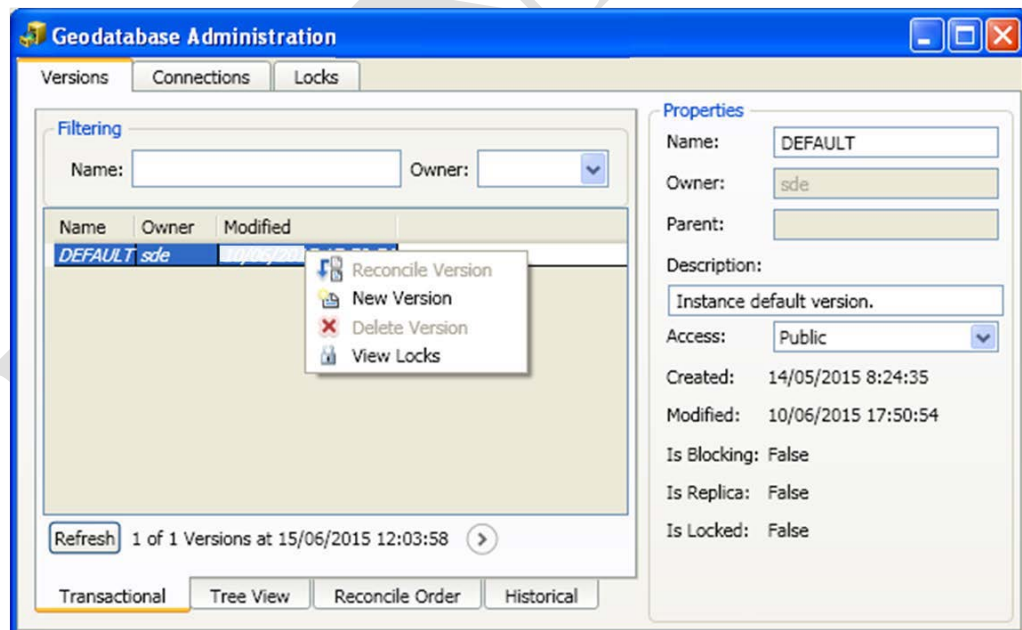 Geodatabase Administration
Versions Connections Locks
Filtering
Name: Owner:
Name Owner Modified
DEFAULT sde
Reconcile Version
New Version
Delete Version
View Locks
Refresh 1 of 1 Versions at 15/06/2015 12:03:58
Transactional Tree View Reconcile Order Historical
Properties
Name: DEFAULT
Owner: sde
Parent:
Description:
Instance default version.
Access: Public
Created: 14/05/2015 8:24:35
Modified: 10/06/2015 17:50:54
Is Blocking: False
Is Replica: False
Is Locked: False